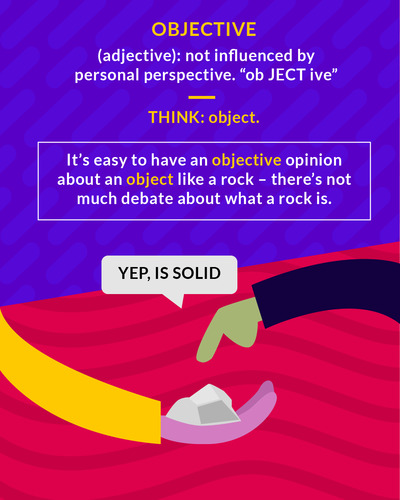 OBJECTIVE
(adjective): not influenced by
personal perspective. “ob JECT ive”
THINK: object.
It’s easy to have an objective opinion
about an object like a rock – there’s not
much debate about what a rock is.
YEP, IS SOLID